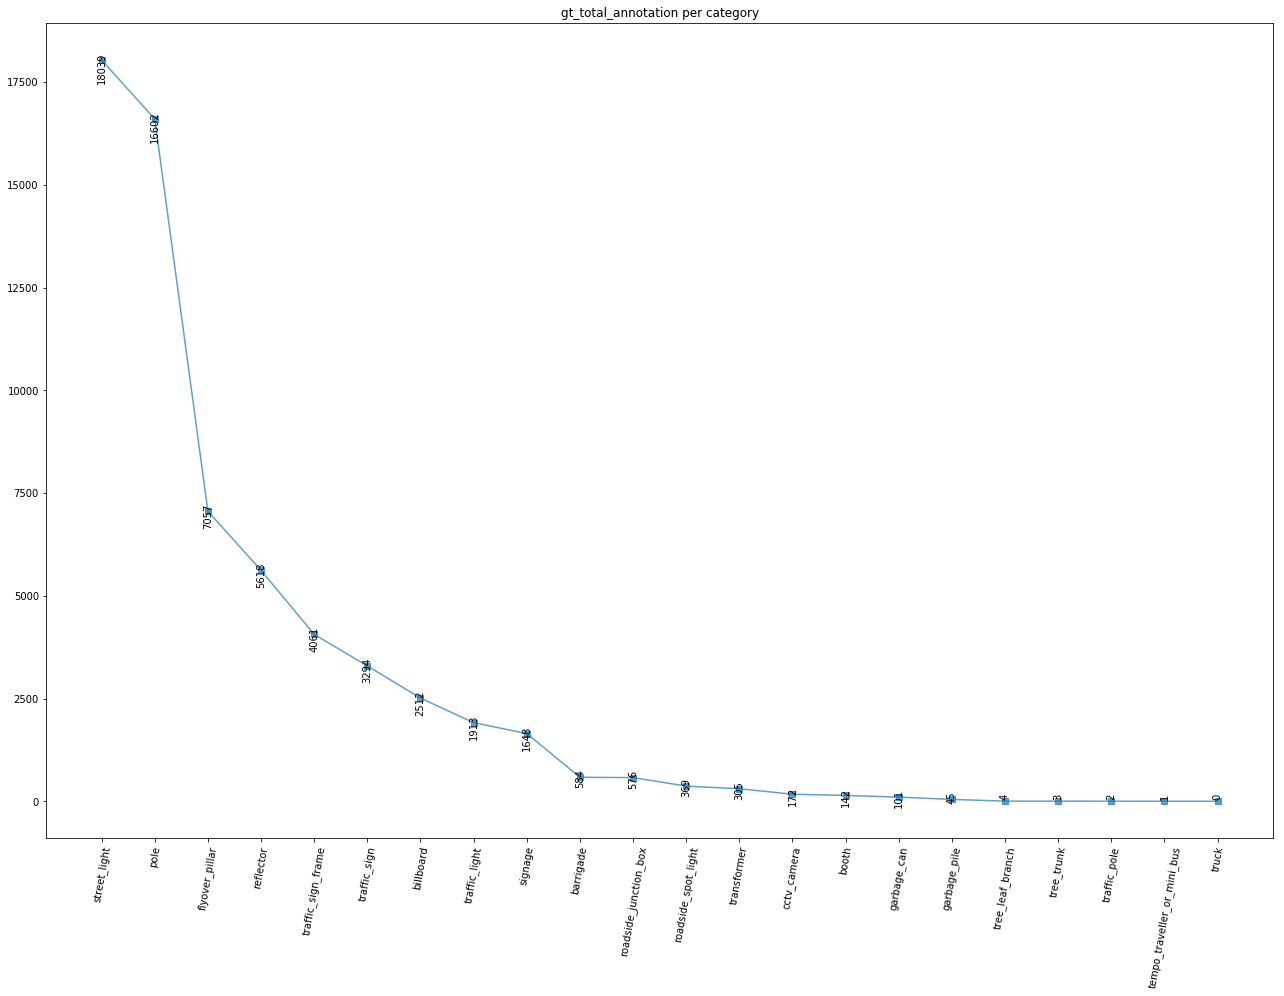 gt_total_annotation per category
17500
15000
12500
10000
7500
5000
2500
0
18039
16602
7057
5618
4061
3294
2512
1913
1648
584
576
369
305
172
142
101
45
4
3
2
1
0
street_light
pole
flyover_pillar
reflector
traffic_sign_frame
traffic_sign
billboard
traffic_light
signage
barrigade
roadside_junction_box
roadside_spot_light
transformer
cctv_camera
booth
garbage_can
garbage_pile
tree_leaf_branch
tree_trunk
traffic_pole
tempo_traveller_or_mini_bus
truck